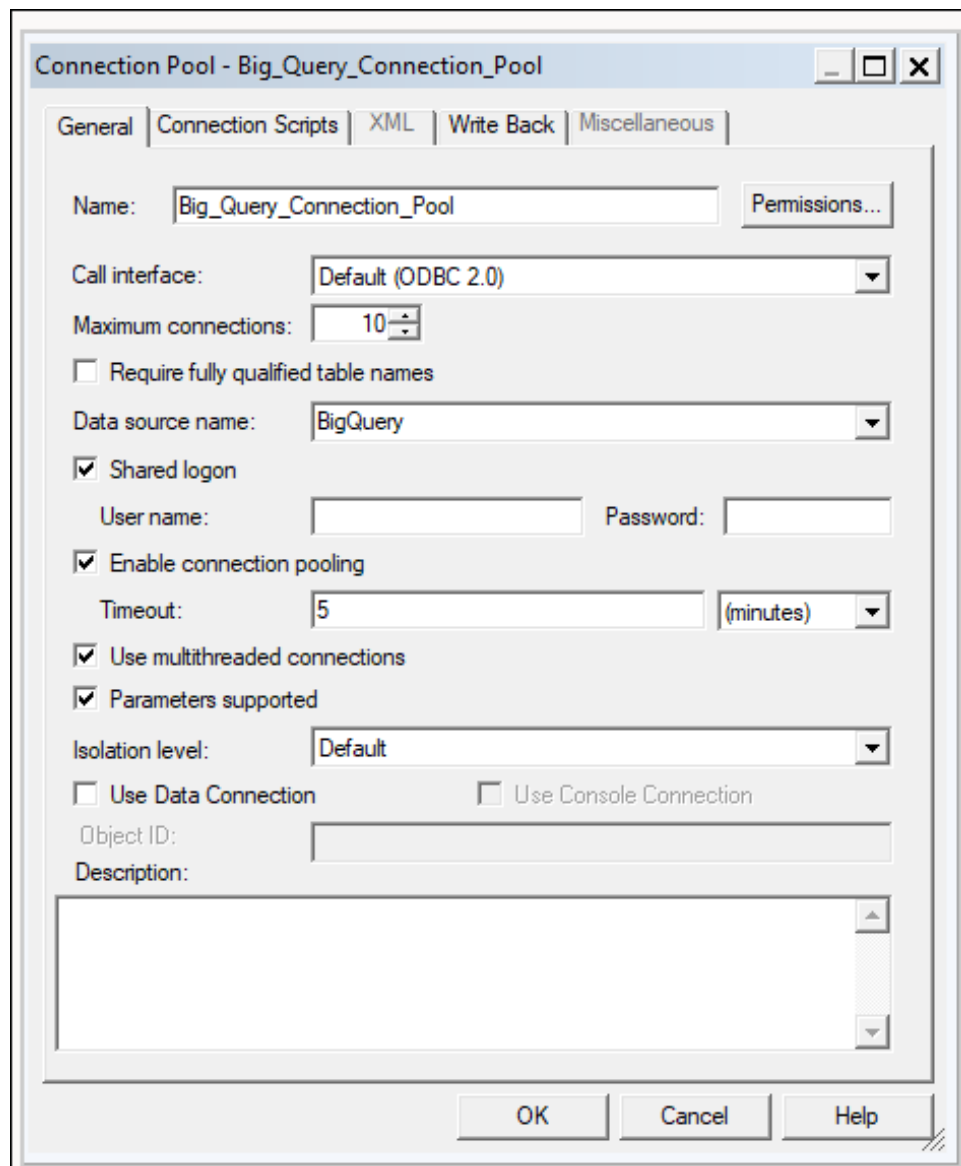 Connection Pool - Big_Query_Connection_Pool
General Connection Scripts XML Write Back Miscellaneous
Name: Big_Query_Connection_Pool Permissions...
Call interface: Default (ODBC 2.0)
Maximum connections: 10
Require fully qualified table names
Data source name: BigQuery
Shared logon
User name: Password:
Enable connection pooling
Timeout: 5 (minutes)
Use multithreaded connections
Parameters supported
Isolation level: Default
Use Data Connection Use Console Connection
Object ID:
Description:
OK Cancel Help